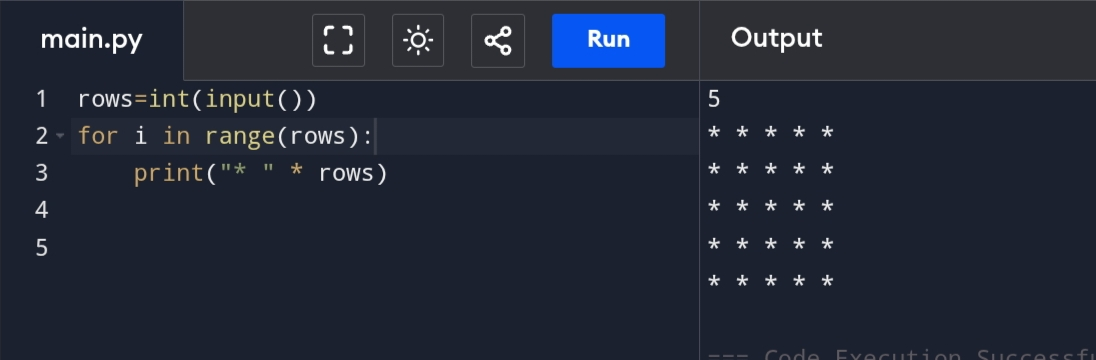 main.py
Run
Output
1 rows=int(input())
2 for i in range(rows):
3     print("* " * rows)
4
5
5
* * * * *
* * * * *
* * * * *
* * * * *
* * * * *
=== Code Execution Successf